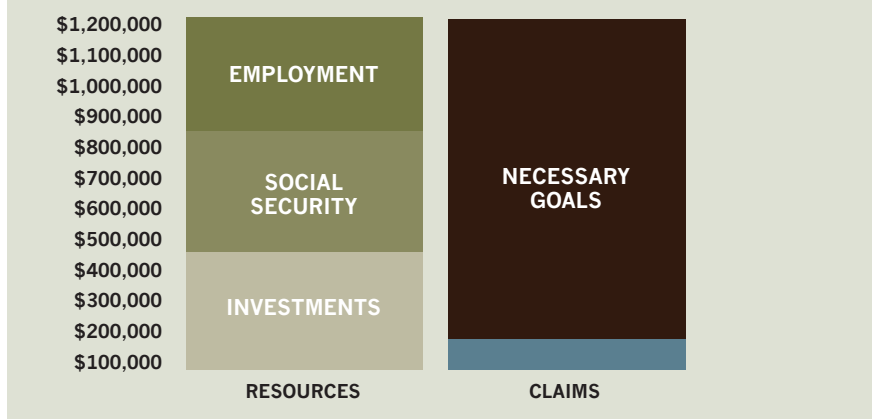 $1,200,000
$1,100,000
$1,000,000
$900,000
$800,000
$700,000
$600,000
$500,000
$400,000
$300,000
$200,000
$100,000
EMPLOYMENT
SOCIAL
SECURITY
INVESTMENTS
NECESSARY
GOALS
RESOURCES
CLAIMS